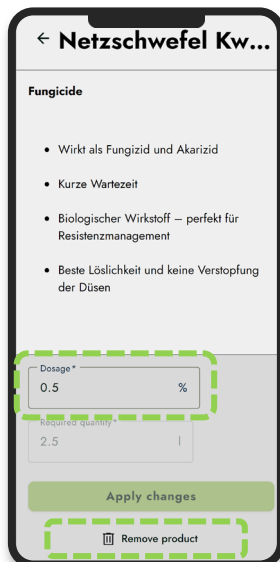 ← Netzschwefel Kw...
Fungicide
• Wirkt als Fungizid und Akarizid
• Kurze Wartezeit
• Biologischer Wirkstoff – perfekt für
Resistenzmanagement
• Beste Löslichkeit und keine Verstopfung
der Düsen
Dosage*
0.5 %
Required quantity*
2.5 l
Apply changes
Remove product